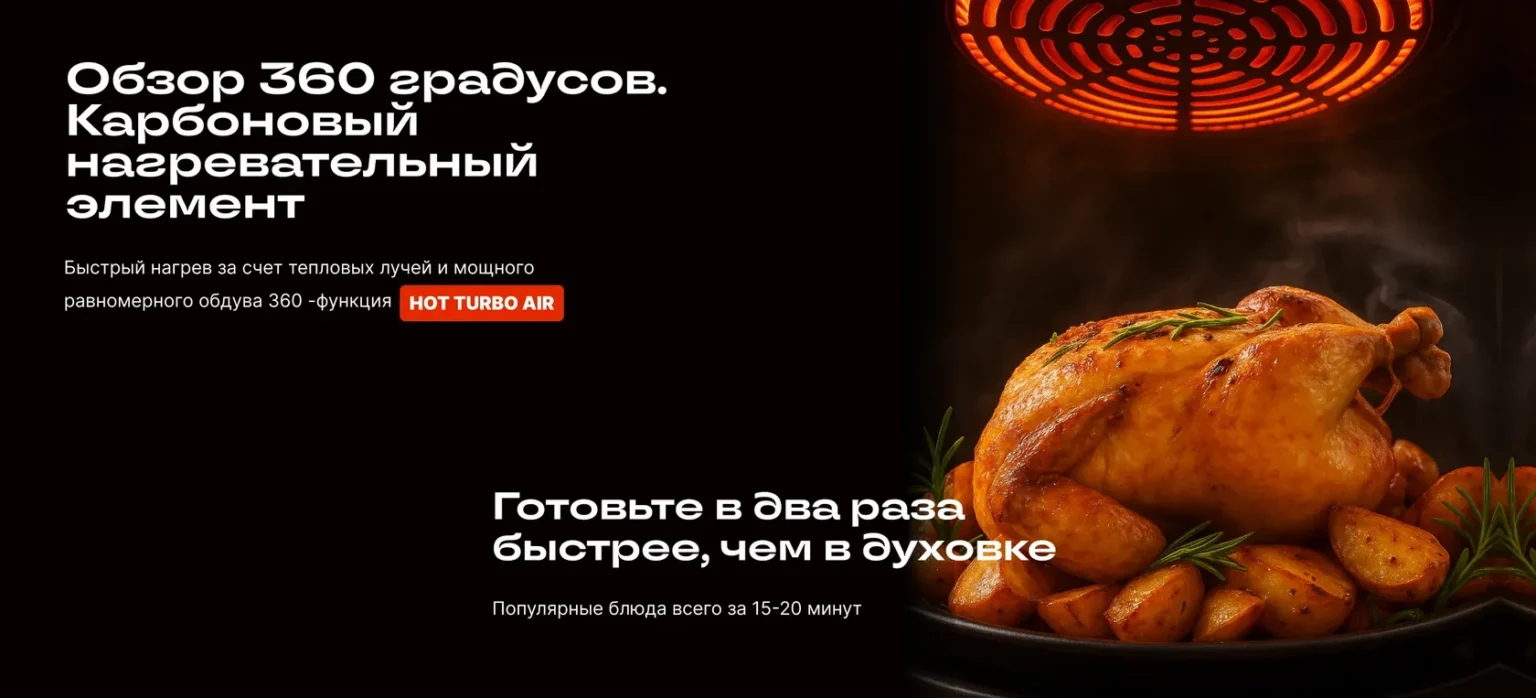 Обзор 360 градусов.
Карбоновый
нагревательный
элемент
Быстрый нагрев за счет тепловых лучей и мощного
равномерного обдува 360 -функция HOT TURBO AIR
Готовьте в два раза
быстрее, чем в духовке
Популярные блюда всего за 15-20 минут